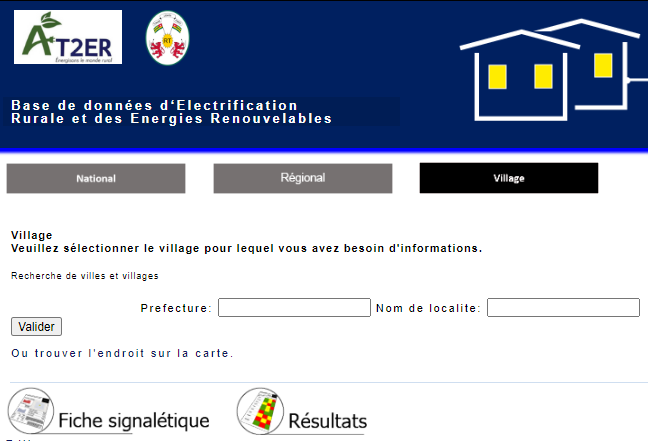 AT2ER
Energisons le monde rural
RT
Base de données d‘Electrification
Rurale et des Energies Renouvelables
National Régional Village
Village
Veuillez sélectionner le village pour lequel vous avez besoin d'informations.
Recherche de villes et villages
Prefecture: Nom de localite:
Valider
Ou trouver l'endroit sur la carte.
Fiche signalétique Résultats